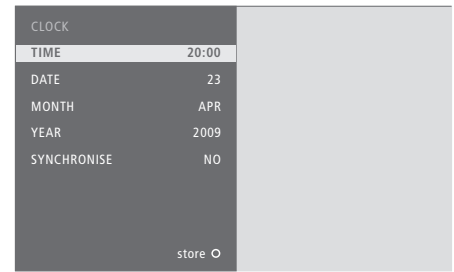 CLOCK
TIME 20:00
DATE 23
MONTH APR
YEAR 2009
SYNCHRONISE NO
store